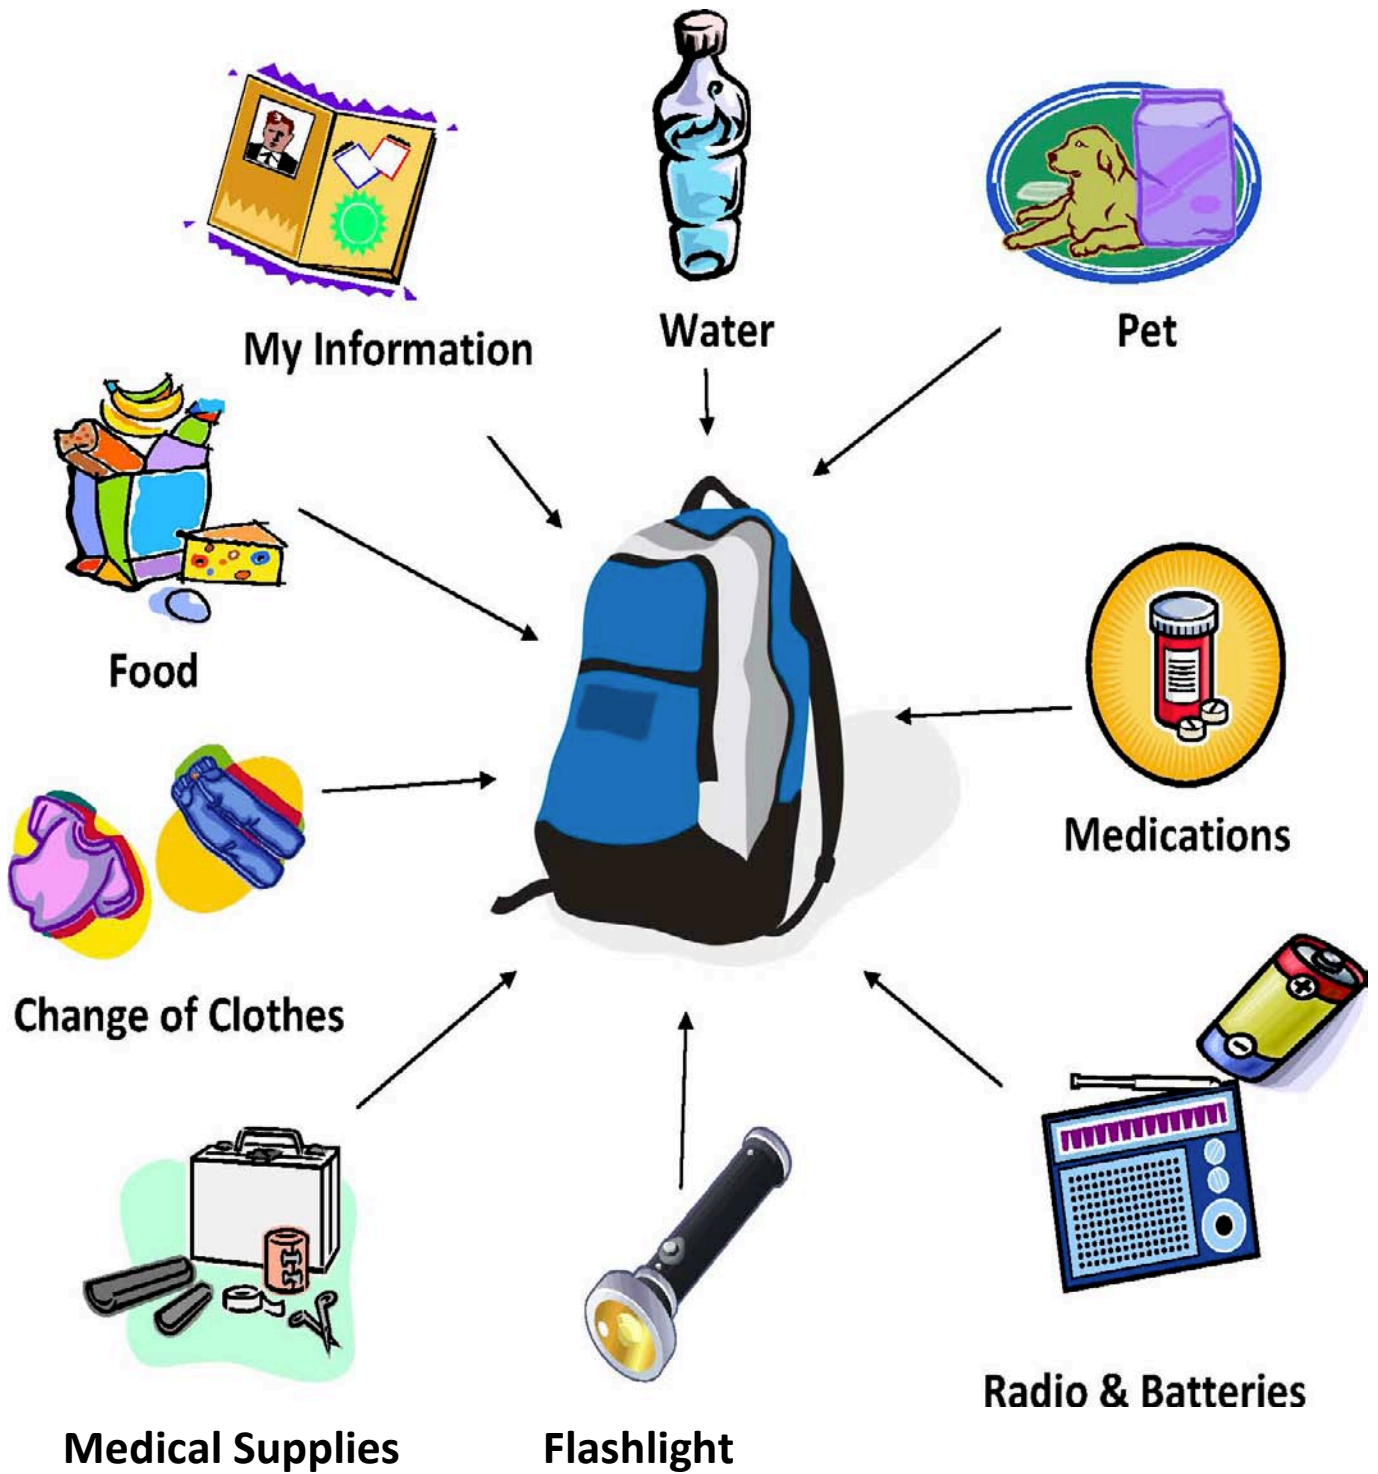 My Information
Water
Pet
Food
Medications
Change of Clothes
Radio & Batteries
Medical Supplies
Flashlight